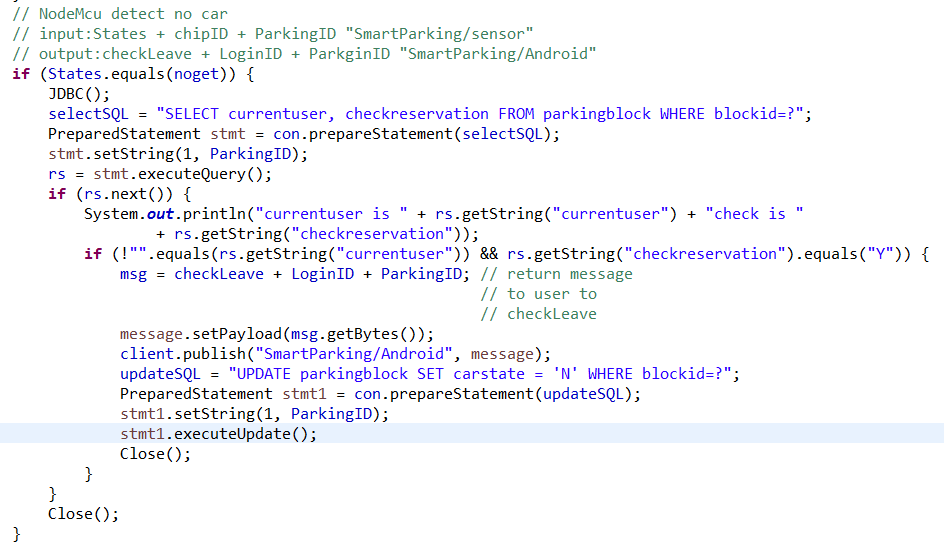 // NodeMcu detect no car
// input:States + chipID + ParkingID "SmartParking/sensor"
// output:checkLeave + LoginID + ParkginID "SmartParking/Android"
if (States.equals(noget)) {
JDBC();
selectSQL = "SELECT currentuser, checkreservation FROM parkingblock WHERE blockid=?";
PreparedStatement stmt = con.prepareStatement(selectSQL);
stmt.setString(1, ParkingID);
rs = stmt.executeQuery();
if (rs.next()) {
System.out.println("currentuser is " + rs.getString("currentuser") + "check is "
+ rs.getString("checkreservation"));
if (!"".equals(rs.getString("currentuser")) && rs.getString("checkreservation").equals("Y")) {
msg = checkLeave + LoginID + ParkingID; // return message
// to user to
// checkLeave
message.setPayload(msg.getBytes());
client.publish("SmartParking/Android", message);
updateSQL = "UPDATE parkingblock SET carstate = 'N' WHERE blockid=?";
PreparedStatement stmt1 = con.prepareStatement(updateSQL);
stmt1.setString(1, ParkingID);
stmt1.executeUpdate();
Close();
}
}
Close();
}